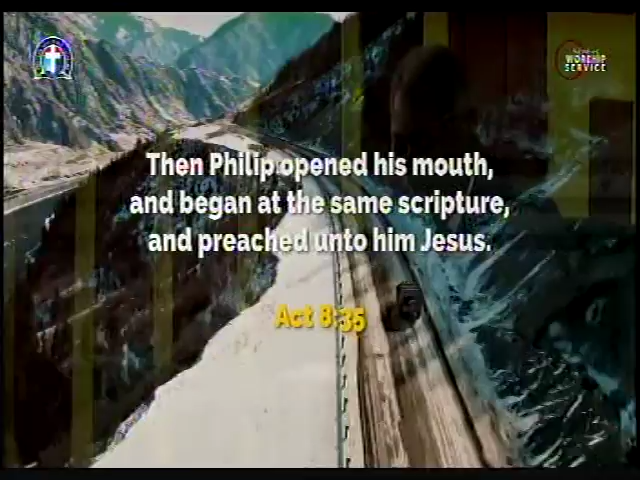 WORSHIP
SERVICE
Then Philip opened his mouth,
and began at the same scripture,
and preached unto him Jesus.
Act 8:35